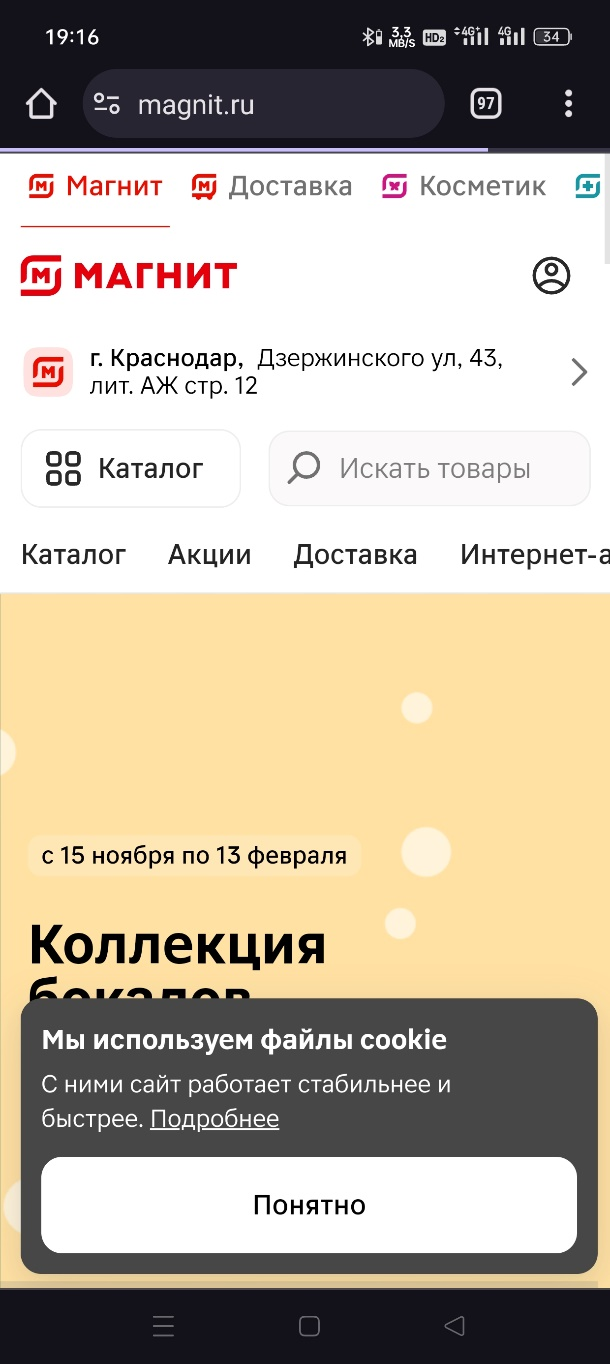 19:16
3,3 MB/S HD2 4G+ 4G 34
magnit.ru
97
Магнит Доставка Косметик
МАГНИТ
г. Краснодар, Дзержинского ул, 43,
лит. АЖ стр. 12
Каталог
Искать товары
Каталог Акции Доставка Интернет-а
с 15 ноября по 13 февраля
Коллекция
бокалов
Мы используем файлы cookie
С ними сайт работает стабильнее и
быстрее. Подробнее
Понятно